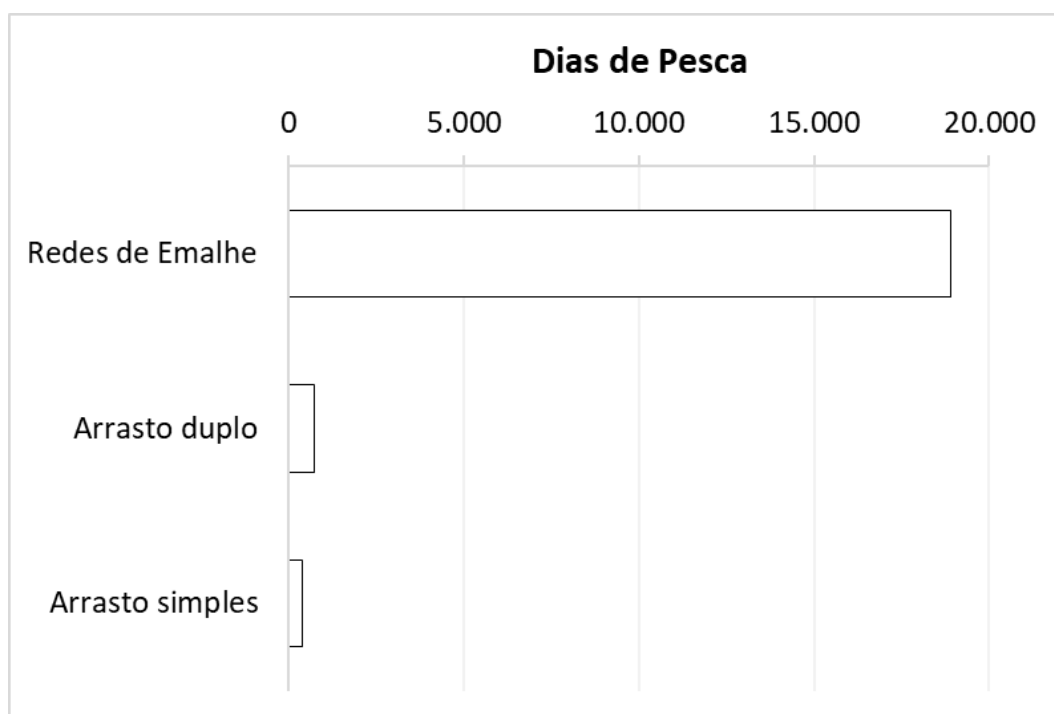 Dias de Pesca
0 5.000 10.000 15.000 20.000
Redes de Emalhe
Arrasto duplo
Arrasto simples